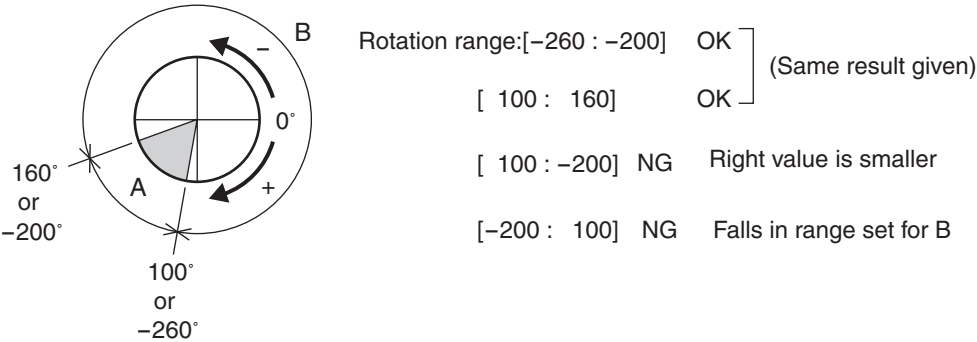 B
−
0°
+
A
160°
or
−200°
100°
or
−260°
Rotation range:[−260 : −200] OK
(Same result given)
[ 100 : 160] OK
[ 100 : −200] NG Right value is smaller
[−200 : 100] NG Falls in range set for B